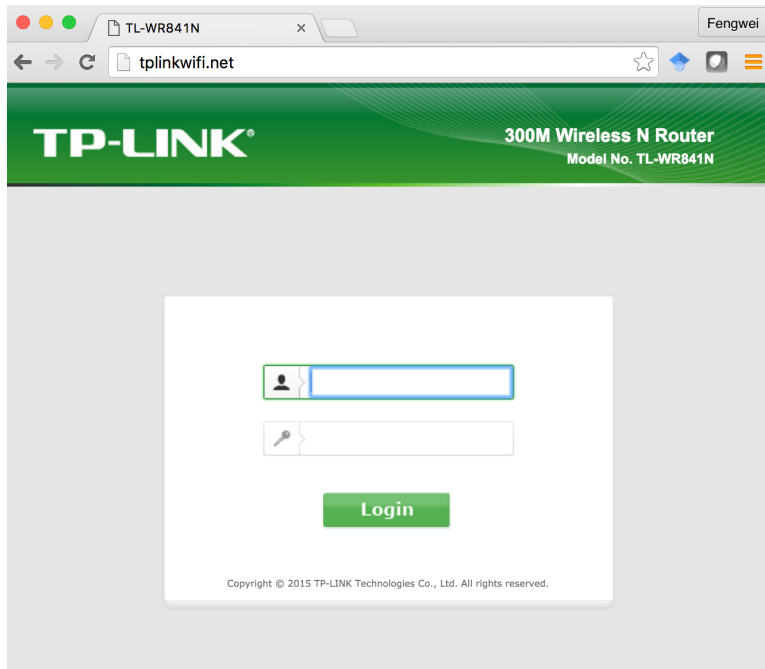 TL-WR841N
Fengwei
tplinkwifi.net
TP-LINK®
300M Wireless N Router
Model No. TL-WR841N
Login
Copyright © 2015 TP-LINK Technologies Co., Ltd. All rights reserved.